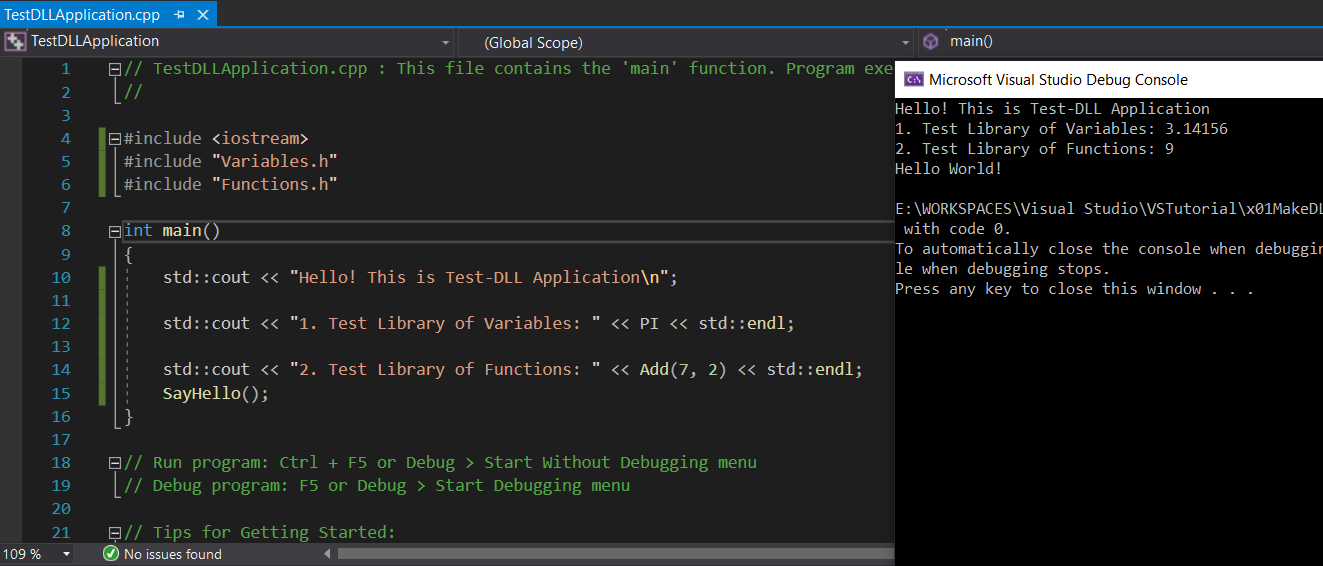 TestDLLApplication.cpp
TestDLLApplication
(Global Scope)
main()
1 // TestDLLApplication.cpp : This file contains the 'main' function. Program exe
2 //
3
4 #include <iostream>
5 #include "Variables.h"
6 #include "Functions.h"
7
8 int main()
9 {
10 std::cout << "Hello! This is Test-DLL Application\n";
11
12 std::cout << "1. Test Library of Variables: " << PI << std::endl;
13
14 std::cout << "2. Test Library of Functions: " << Add(7, 2) << std::endl;
15 SayHello();
16 }
17
18 // Run program: Ctrl + F5 or Debug > Start Without Debugging menu
19 // Debug program: F5 or Debug > Start Debugging menu
20
21 // Tips for Getting Started:
109 %
No issues found
C:\ Microsoft Visual Studio Debug Console
Hello! This is Test-DLL Application
1. Test Library of Variables: 3.14156
2. Test Library of Functions: 9
Hello World!
E:\WORKSPACES\Visual Studio\VSTutorial\x01MakeDL
with code 0.
To automatically close the console when debuggin
le when debugging stops.
Press any key to close this window . . .